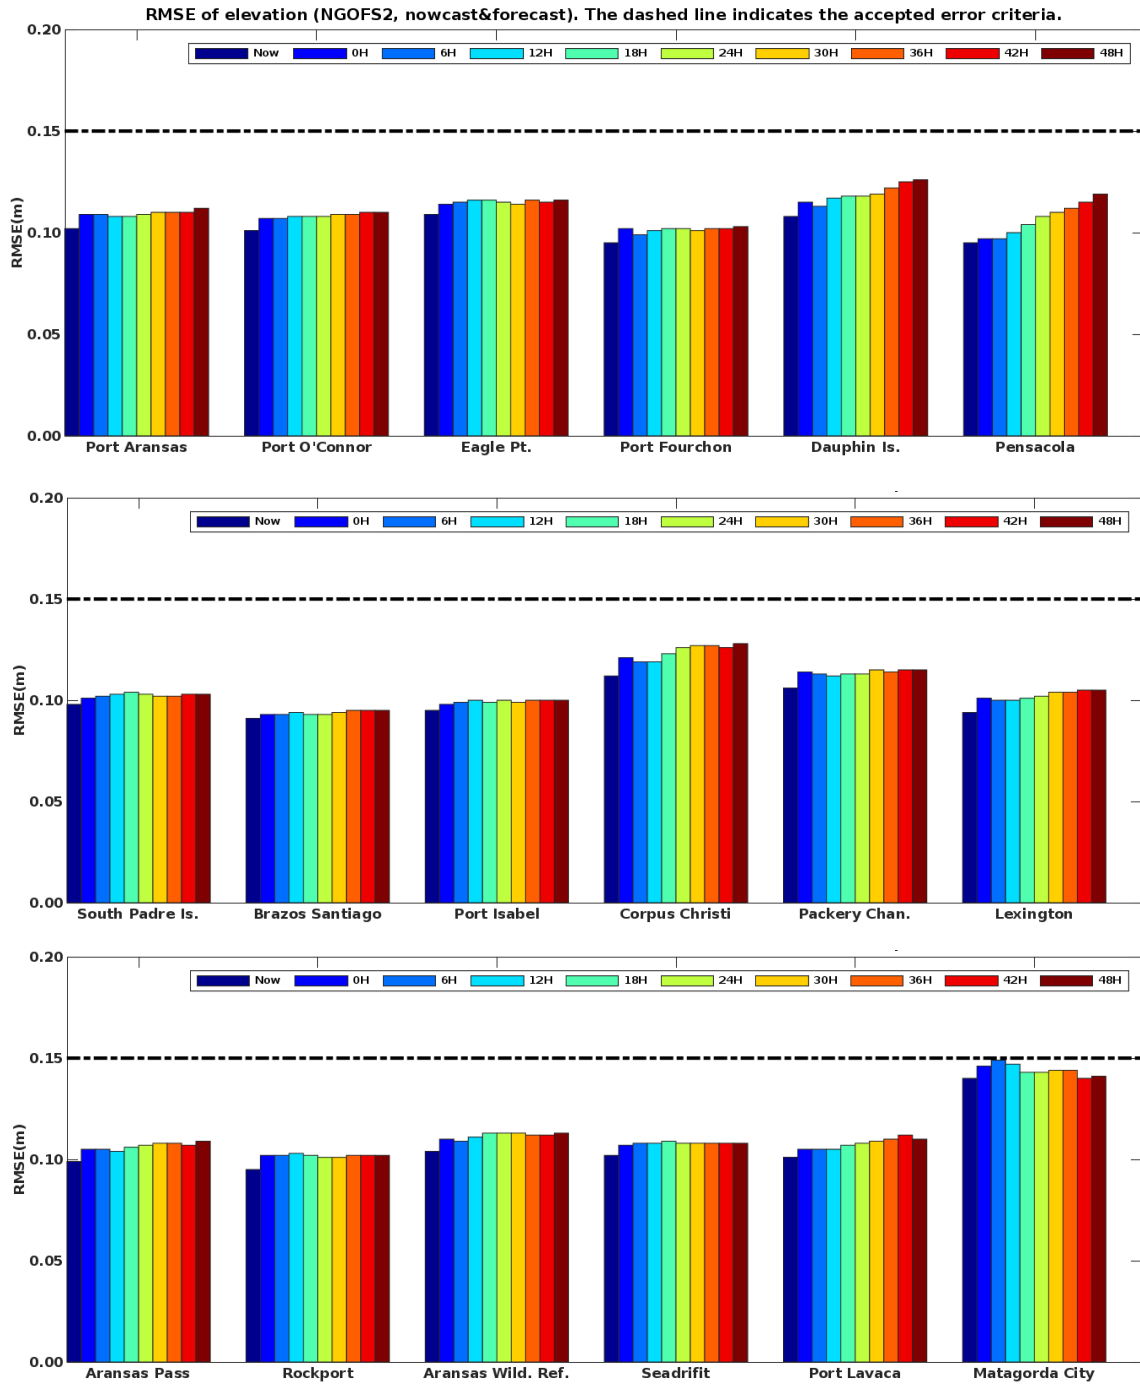 RMSE of elevation (NGOFS2, nowcast&forecast). The dashed line indicates the accepted error criteria.
0.20
Now 0H 6H 12H 18H 24H 30H 36H 42H 48H
0.15
RMSE(m)
0.10
0.05
0.00
Port Aransas Port O'Connor Eagle Pt. Port Fourchon Dauphin Is. Pensacola
0.20
Now 0H 6H 12H 18H 24H 30H 36H 42H 48H
0.15
RMSE(m)
0.10
0.05
0.00
South Padre Is. Brazos Santiago Port Isabel Corpus Christi Packery Chan. Lexington
0.20
Now 0H 6H 12H 18H 24H 30H 36H 42H 48H
0.15
RMSE(m)
0.10
0.05
0.00
Aransas Pass Rockport Aransas Wild. Ref. Seadrifit Port Lavaca Matagorda City